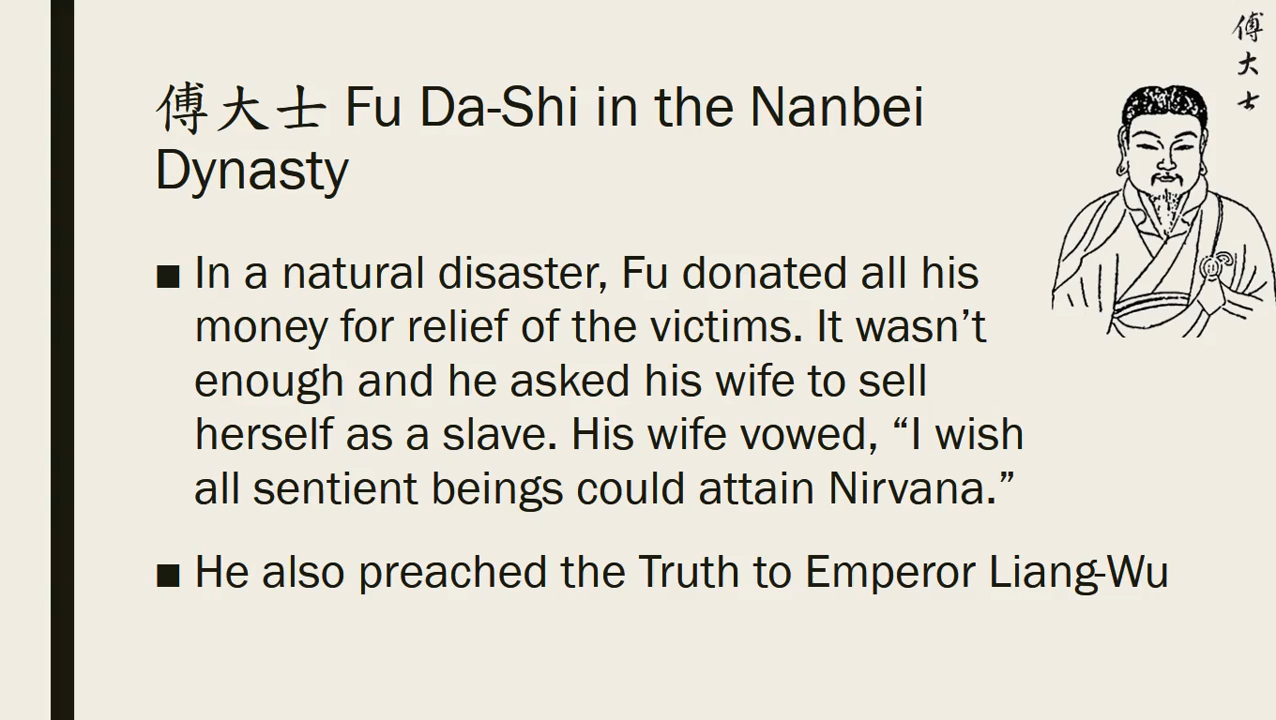 傅大士 Fu Da-Shi in the Nanbei
Dynasty
■ In a natural disaster, Fu donated all his
money for relief of the victims. It wasn’t
enough and he asked his wife to sell
herself as a slave. His wife vowed, “I wish
all sentient beings could attain Nirvana.”
■ He also preached the Truth to Emperor Liang-Wu
傅大士